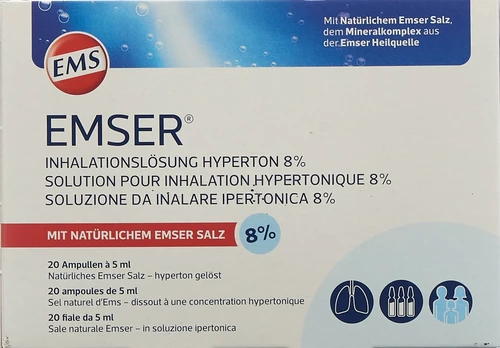 Mit Natürlichem Emser Salz,
dem Mineralkomplex aus
der Emser Heilquelle
EMS
EMSER®
INHALATIONSLÖSUNG HYPERTON 8%
SOLUTION POUR INHALATION HYPERTONIQUE 8%
SOLUZIONE DA INALARE IPERTONICA 8%
MIT NATÜRLICHEM EMSER SALZ
8%
20 Ampullen à 5 ml
Natürliches Emser Salz – hyperton gelöst
20 ampoules de 5 ml
Sel naturel d'Ems – dissout à une concentration hypertonique
20 fiale da 5 ml
Sale naturale Emser – in soluzione ipertonica